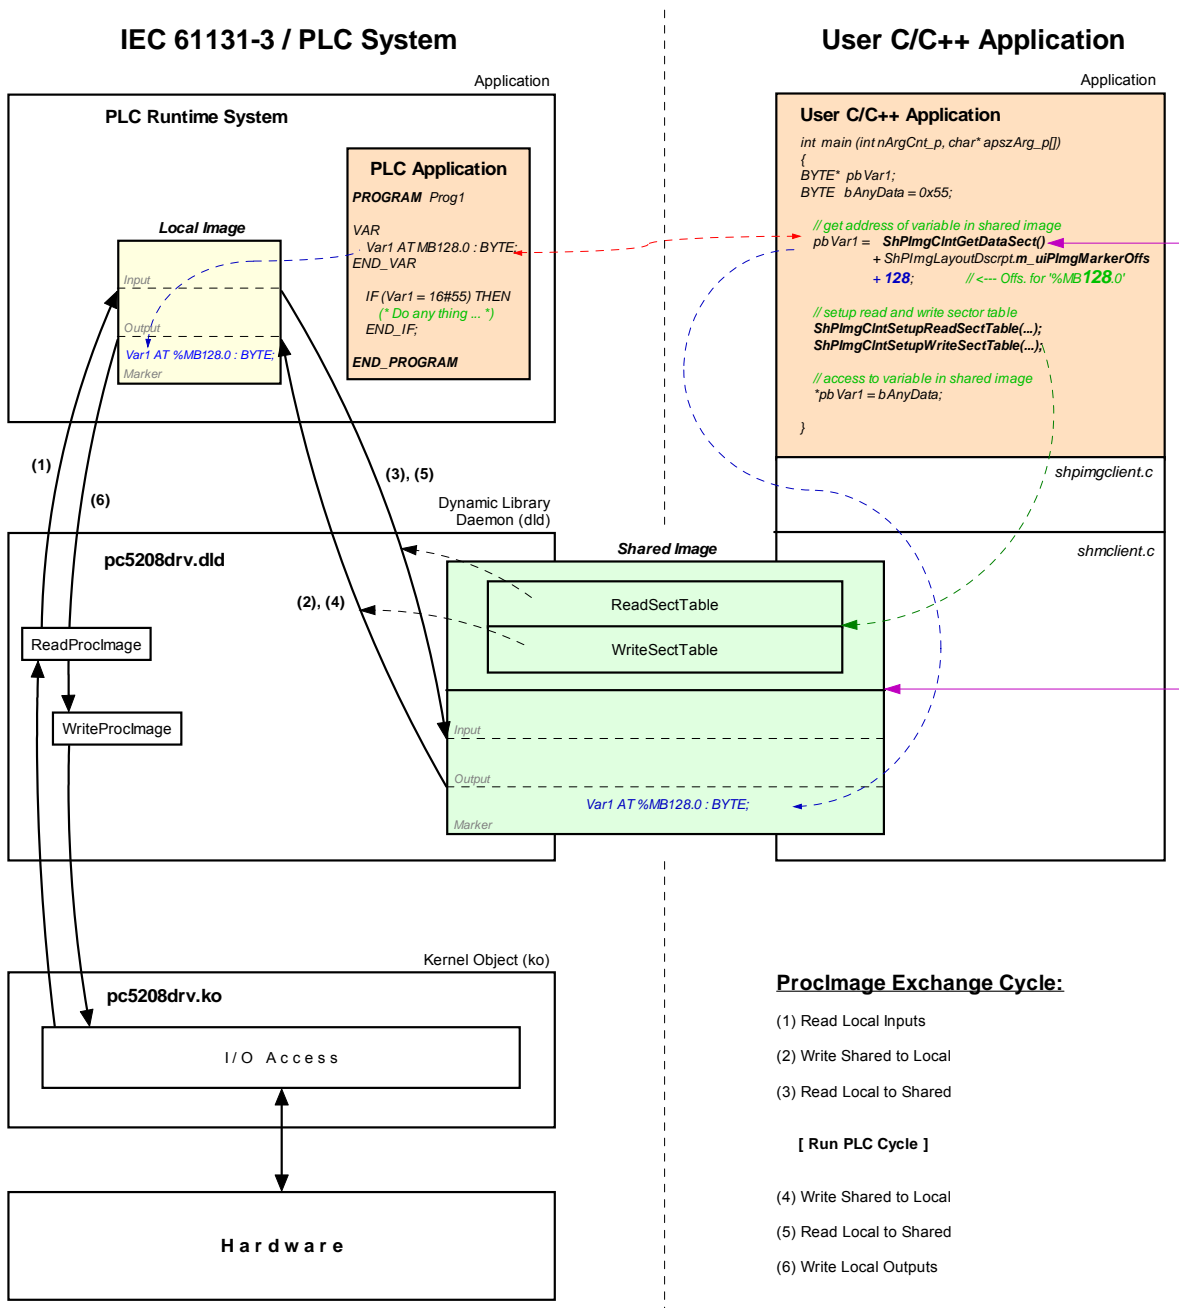 IEC 61131-3 / PLC System
User C/C++ Application
Application
PLC Runtime System
PLC Application
PROGRAM Prog1
VAR
Var1 AT MB128.0 : BYTE;
END_VAR
IF (Var1 = 16#55) THEN
(* Do any thing ... *)
END_IF;
END_PROGRAM
Local Image
Input
Output
Var1 AT %MB128.0 : BYTE;
Marker
Application
User C/C++ Application
int main (int nArgCnt_p, char* apszArg_p[])
{
BYTE* pbVar1;
BYTE bAnyData = 0x55;
// get address of variable in shared image
pbVar1 = ShPImgClntGetDataSect()
+ ShPImgLayoutDscrpt.m_uiPImgMarkerOffs
+ 128; // <--- Offs. for '%MB128.0'
// setup read and write sector table
ShPImgClntSetupReadSectTable(...);
ShPImgClntSetupWriteSectTable(...);
// access to variable in shared image
*pbVar1 = bAnyData;
}
shpimgclient.c
shmclient.c
(1)
(6)
(3), (5)
(2), (4)
Dynamic Library
Daemon (dld)
pc5208drv.dld
ReadProcImage
WriteProcImage
Shared Image
ReadSectTable
WriteSectTable
Input
Output
Var1 AT %MB128.0 : BYTE;
Marker
Kernel Object (ko)
pc5208drv.ko
I/O Access
Hardware
ProcImage Exchange Cycle:
(1) Read Local Inputs
(2) Write Shared to Local
(3) Read Local to Shared
[ Run PLC Cycle ]
(4) Write Shared to Local
(5) Read Local to Shared
(6) Write Local Outputs